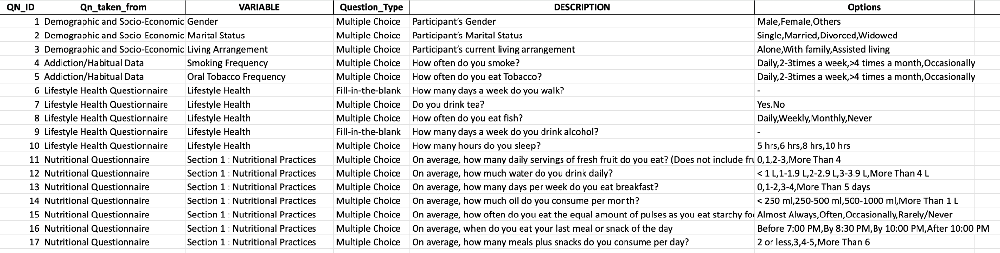 QN_ID Qn_taken_from VARIABLE Question_Type DESCRIPTION Options
1 Demographic and Socio-Economic Gender Multiple Choice Participant’s Gender Male,Female,Others
2 Demographic and Socio-Economic Marital Status Multiple Choice Participant’s Marital Status Single,Married,Divorced,Widowed
3 Demographic and Socio-Economic Living Arrangement Multiple Choice Participant’s current living arrangement Alone,With family,Assisted living
4 Addiction/Habitual Data Smoking Frequency Multiple Choice How often do you smoke? Daily,2-3times a week,>4 times a month,Occasionally
5 Addiction/Habitual Data Oral Tobacco Frequency Multiple Choice How often do you eat Tobacco? Daily,2-3times a week,>4 times a month,Occasionally
6 Lifestyle Health Questionnaire Lifestyle Health Fill-in-the-blank How many days a week do you walk? -
7 Lifestyle Health Questionnaire Lifestyle Health Multiple Choice Do you drink tea? Yes,No
8 Lifestyle Health Questionnaire Lifestyle Health Multiple Choice How often do you eat fish? Daily,Weekly,Monthly,Never
9 Lifestyle Health Questionnaire Lifestyle Health Fill-in-the-blank How many days a week do you drink alcohol? -
10 Lifestyle Health Questionnaire Lifestyle Health Multiple Choice How many hours do you sleep? 5 hrs,6 hrs,8 hrs,10 hrs
11 Nutritional Questionnaire Section 1 : Nutritional Practices Multiple Choice On average, how many daily servings of fresh fruit do you eat? (Does not include fru 0,1,2-3,More Than 4
12 Nutritional Questionnaire Section 1 : Nutritional Practices Multiple Choice On average, how much water do you drink daily? < 1 L,1-1.9 L,2-2.9 L,3-3.9 L,More Than 4 L
13 Nutritional Questionnaire Section 1 : Nutritional Practices Multiple Choice On average, how many days per week do you eat breakfast? 0,1-2,3-4,More Than 5 days
14 Nutritional Questionnaire Section 1 : Nutritional Practices Multiple Choice On average, how much oil do you consume per month? < 250 ml,250-500 ml,500-1000 ml,More Than 1 L
15 Nutritional Questionnaire Section 1 : Nutritional Practices Multiple Choice On average, how often do you eat the equal amount of pulses as you eat starchy foo Almost Always,Often,Occasionally,Rarely/Never
16 Nutritional Questionnaire Section 1 : Nutritional Practices Multiple Choice On average, when do you eat your last meal or snack of the day Before 7:00 PM,By 8:30 PM,By 10:00 PM,After 10:00 PM
17 Nutritional Questionnaire Section 1 : Nutritional Practices Multiple Choice On average, how many meals plus snacks do you consume per day? 2 or less,3,4-5,More Than 6